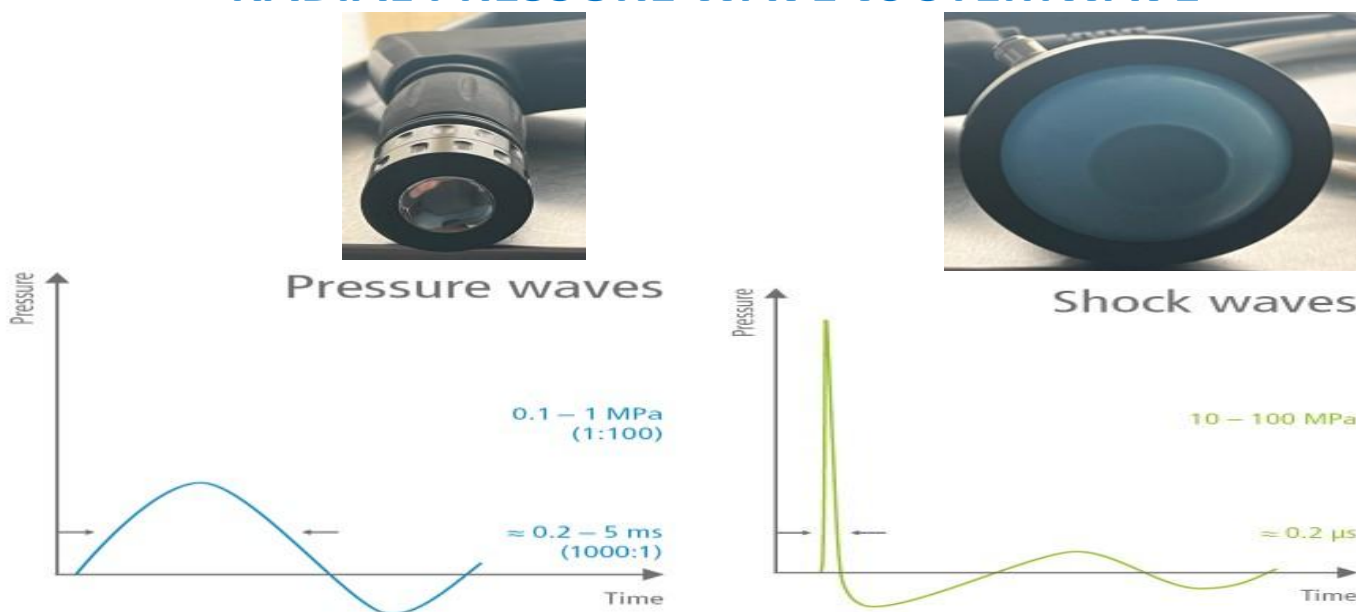 Pressure waves
Pressure
0.1 – 1 MPa
(1:100)
≈ 0.2 – 5 ms
(1000:1)
Time
Shock waves
Pressure
10 – 100 MPa
≈ 0.2 µs
Time